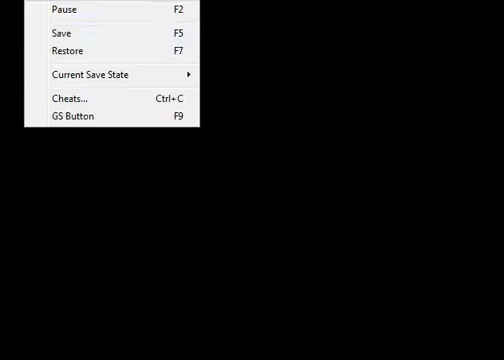 Pause F2
Save F5
Restore F7
Current Save State
Cheats... Ctrl+C
GS Button F9